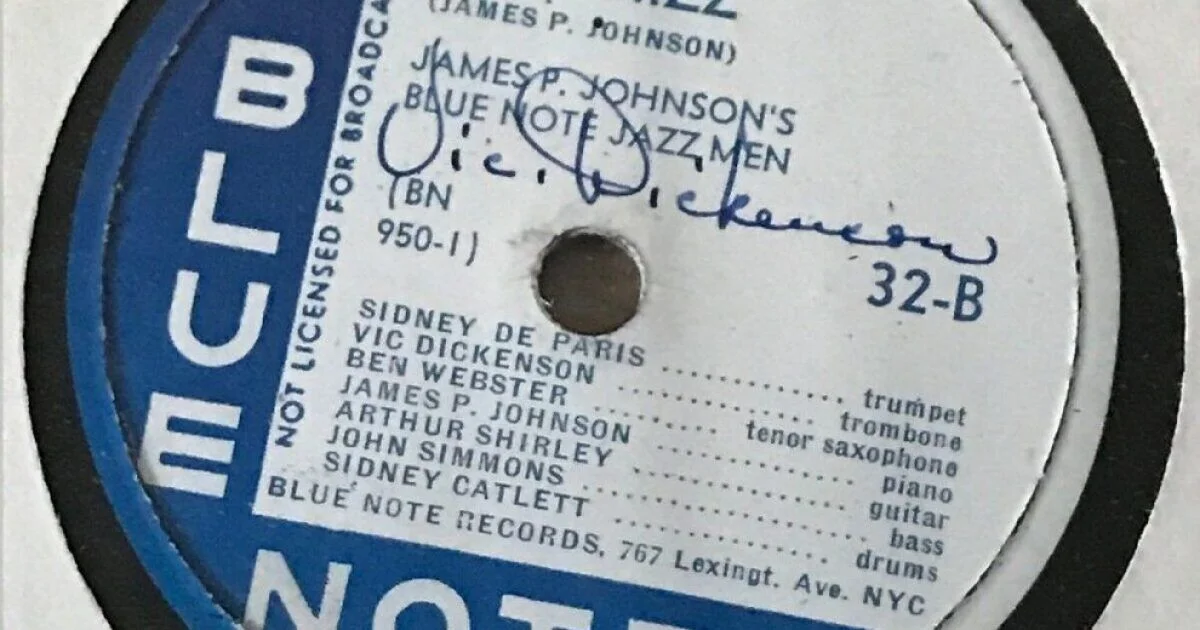 (JAMES P. JOHNSON)
JAMES P. JOHNSON'S
BLUE NOTE JAZZ MEN
Vic. Dickenson
(BN
950-1)
32-B
SIDNEY DE PARIS .......... trumpet
VIC DICKENSON .......... trombone
BEN WEBSTER .......... tenor saxophone
JAMES P. JOHNSON .......... piano
ARTHUR SHIRLEY .......... guitar
JOHN SIMMONS .......... bass
SIDNEY CATLETT .......... drums
BLUE NOTE RECORDS, 767 Lexingt. Ave. NYC
NOT LICENSED FOR BROADCA
BLUE
NOTE